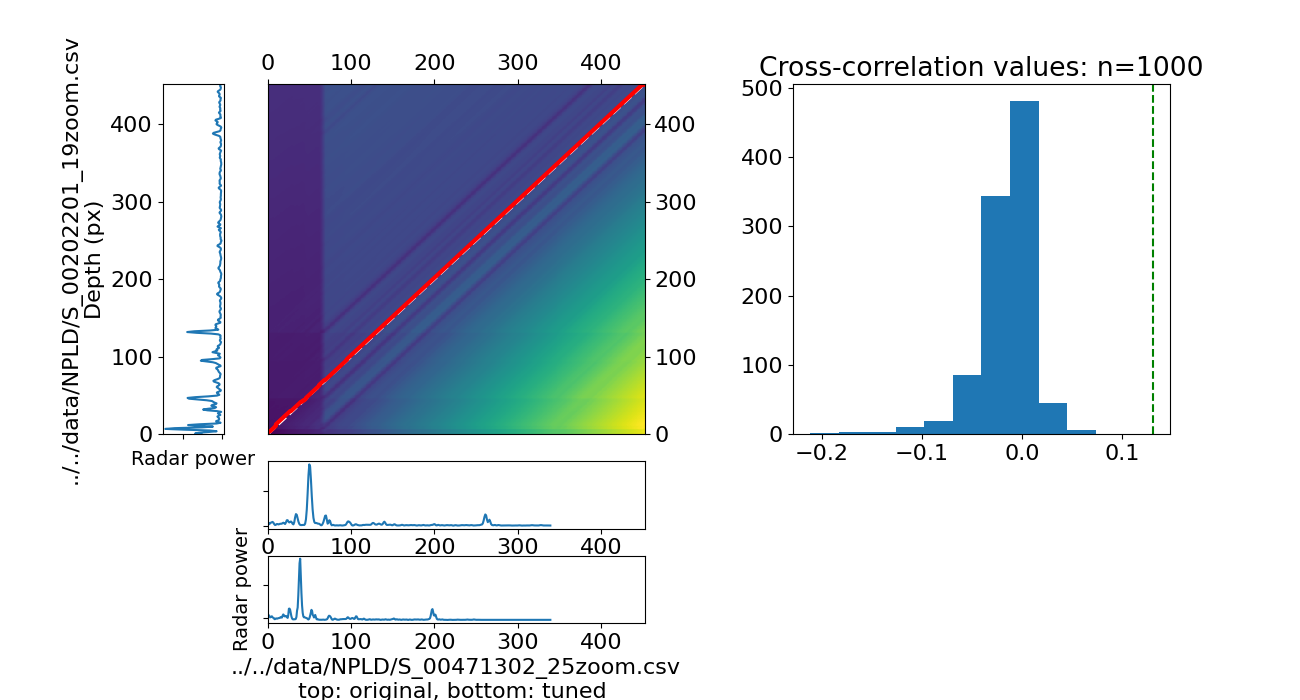 0 100 200 300 400
Cross-correlation values: n=1000
../../data/NPLD/S_00202201_19zoom.csv
Depth (px)
400
300
200
100
0
Radar power
400
300
200
100
0
500
400
300
200
100
0
−0.2 −0.1 0.0 0.1
0 100 200 300 400
Radar power
0 100 200 300 400
../../data/NPLD/S_00471302_25zoom.csv
top: original, bottom: tuned